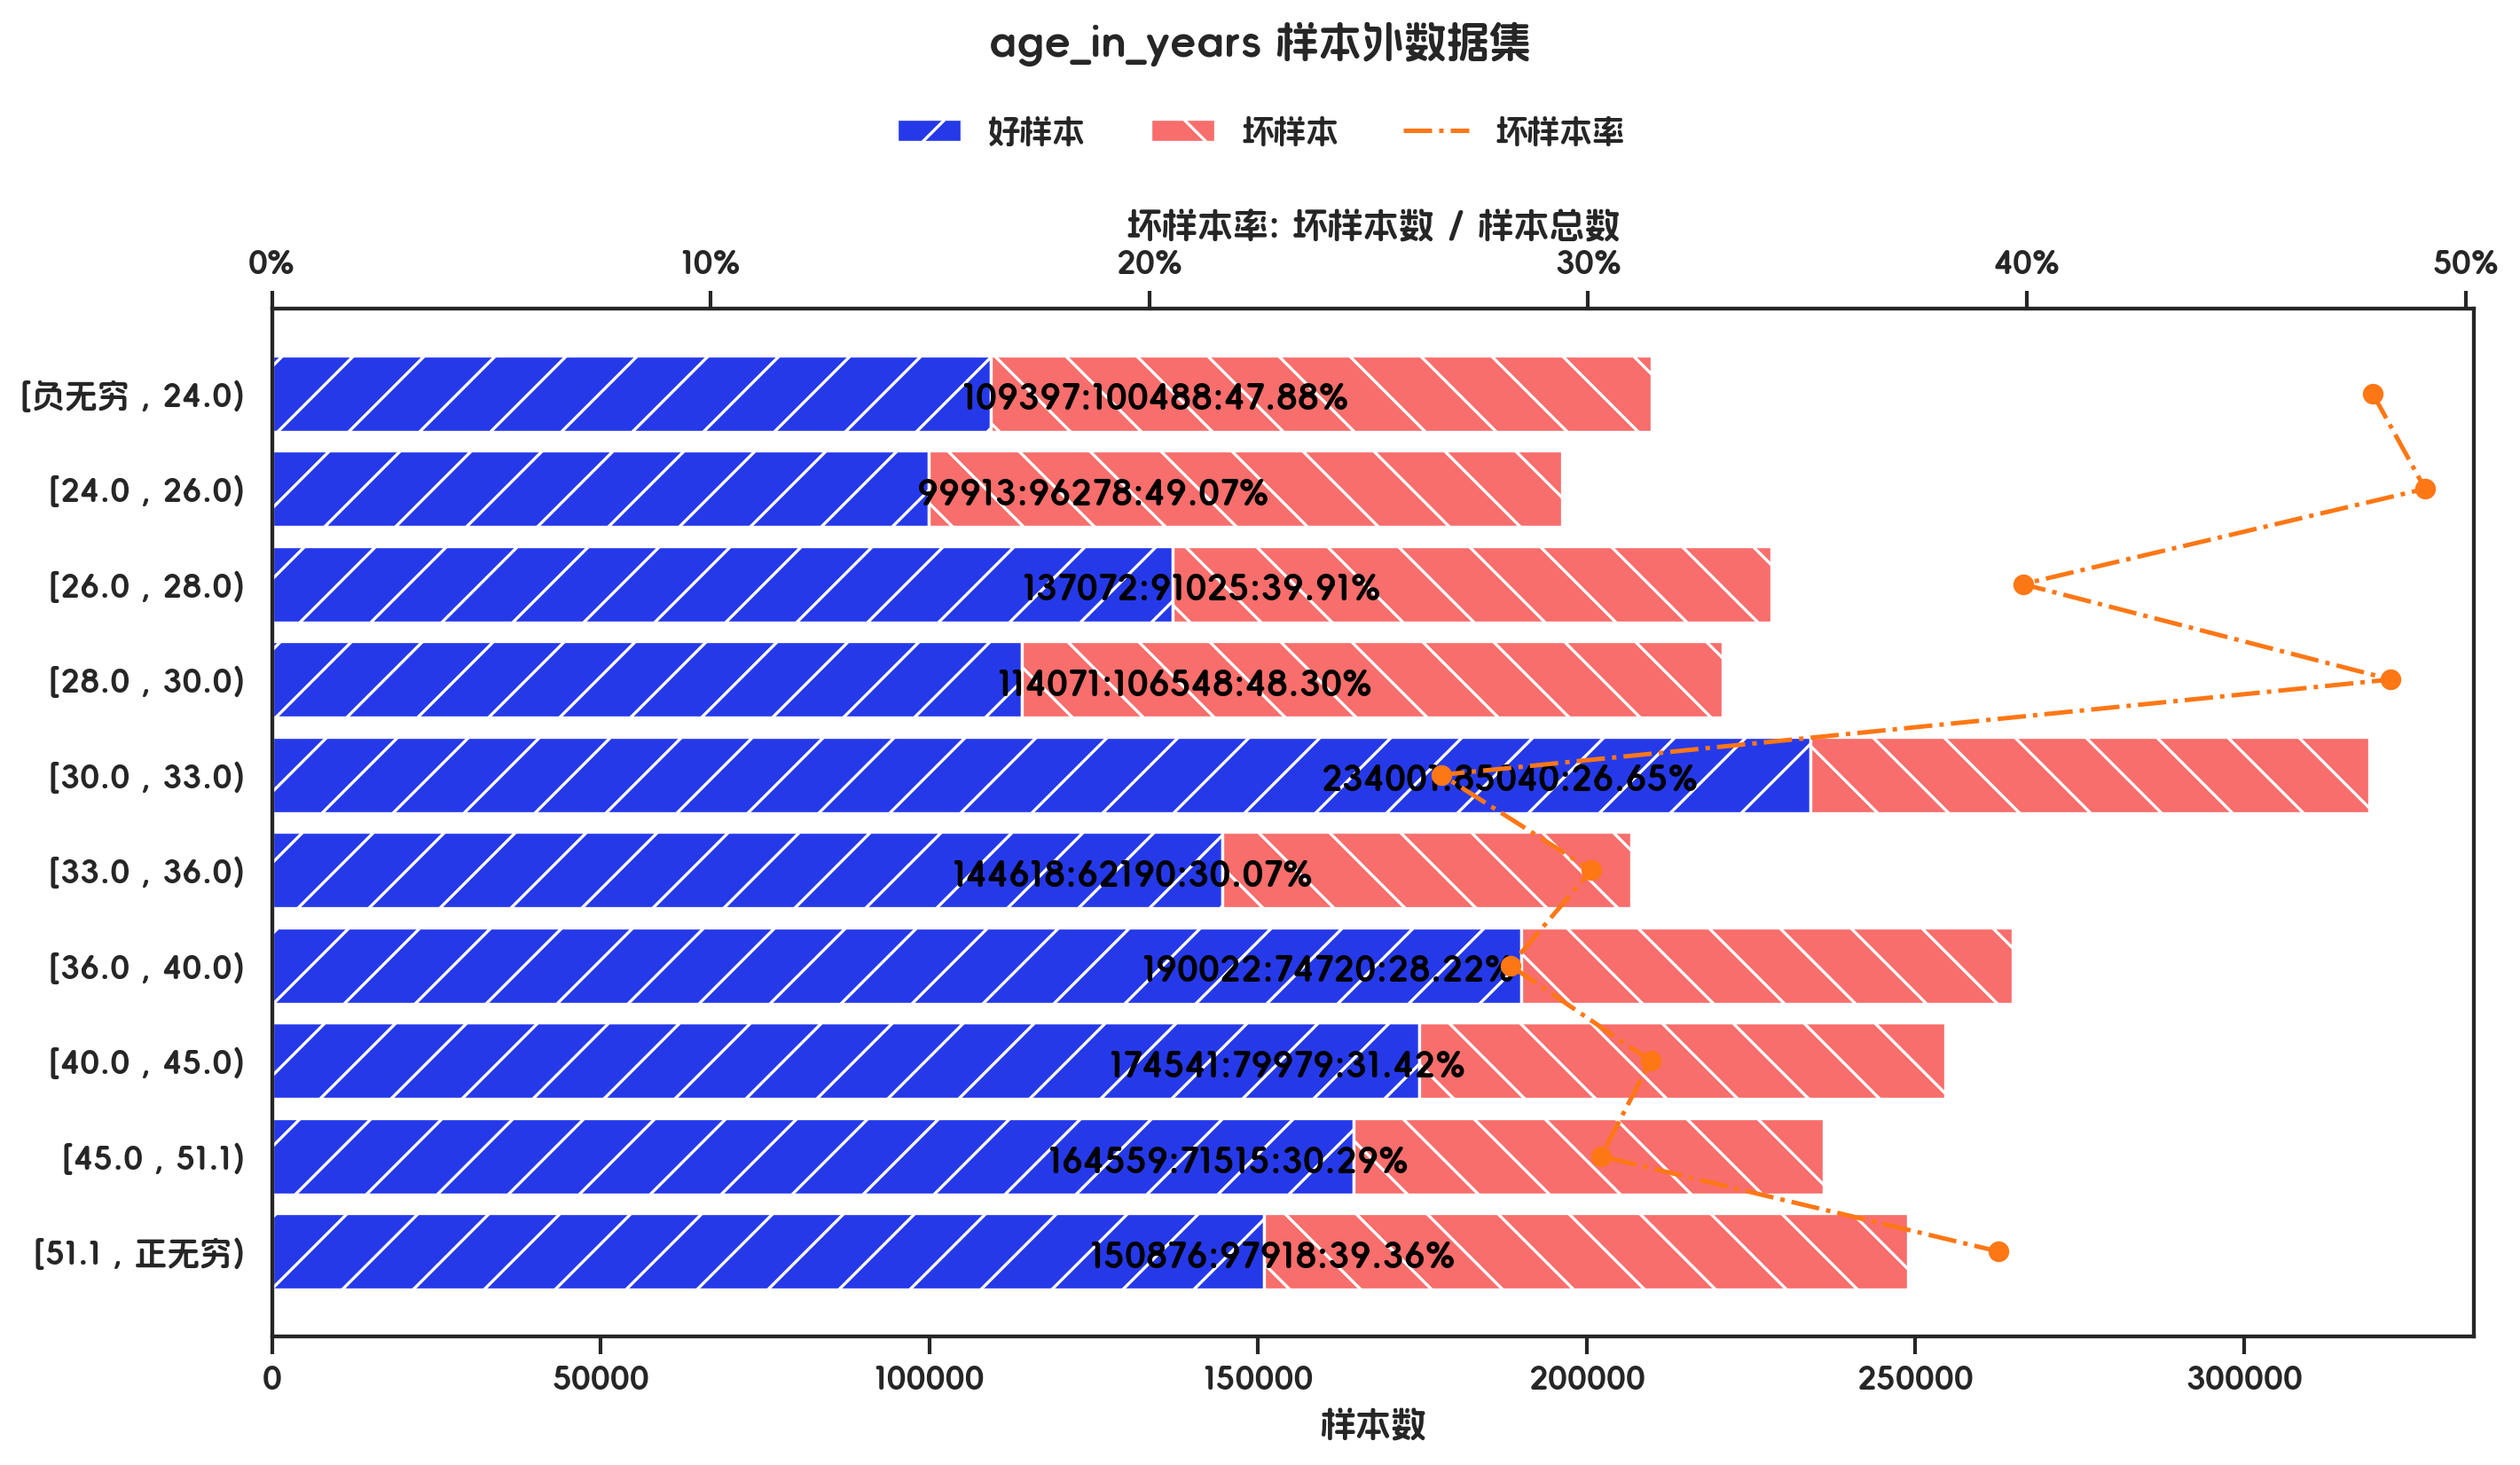 age_in_years 样本外数据集
好样本 坏样本 坏样本率
坏样本率: 坏样本数 / 样本总数
0% 10% 20% 30% 40% 50%
[负无穷 , 24.0) 109397:100488:47.88%
[24.0 , 26.0) 99913:96278:49.07%
[26.0 , 28.0) 137072:91025:39.91%
[28.0 , 30.0) 114071:106548:48.30%
[30.0 , 33.0) 234001:85040:26.65%
[33.0 , 36.0) 144618:62190:30.07%
[36.0 , 40.0) 190022:74720:28.22%
[40.0 , 45.0) 174541:79979:31.42%
[45.0 , 51.1) 164559:71515:30.29%
[51.1 , 正无穷) 150876:97918:39.36%
0 50000 100000 150000 200000 250000 300000
样本数